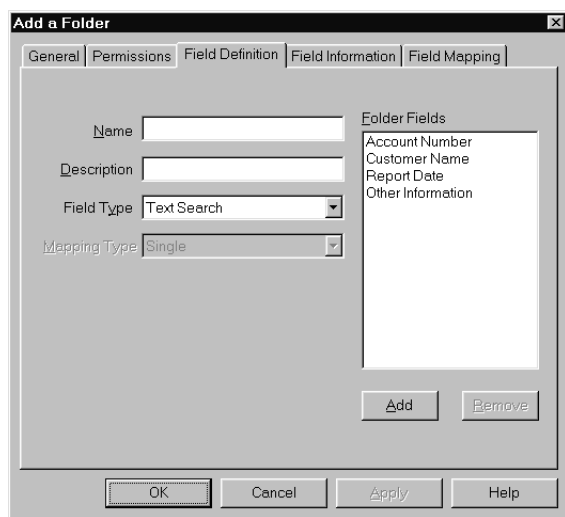 Add a Folder
General Permissions Field Definition Field Information Field Mapping
Name
Description
Field Type Text Search
Mapping Type Single
Folder Fields
Account Number
Customer Name
Report Date
Other Information
Add Remove
OK Cancel Apply Help